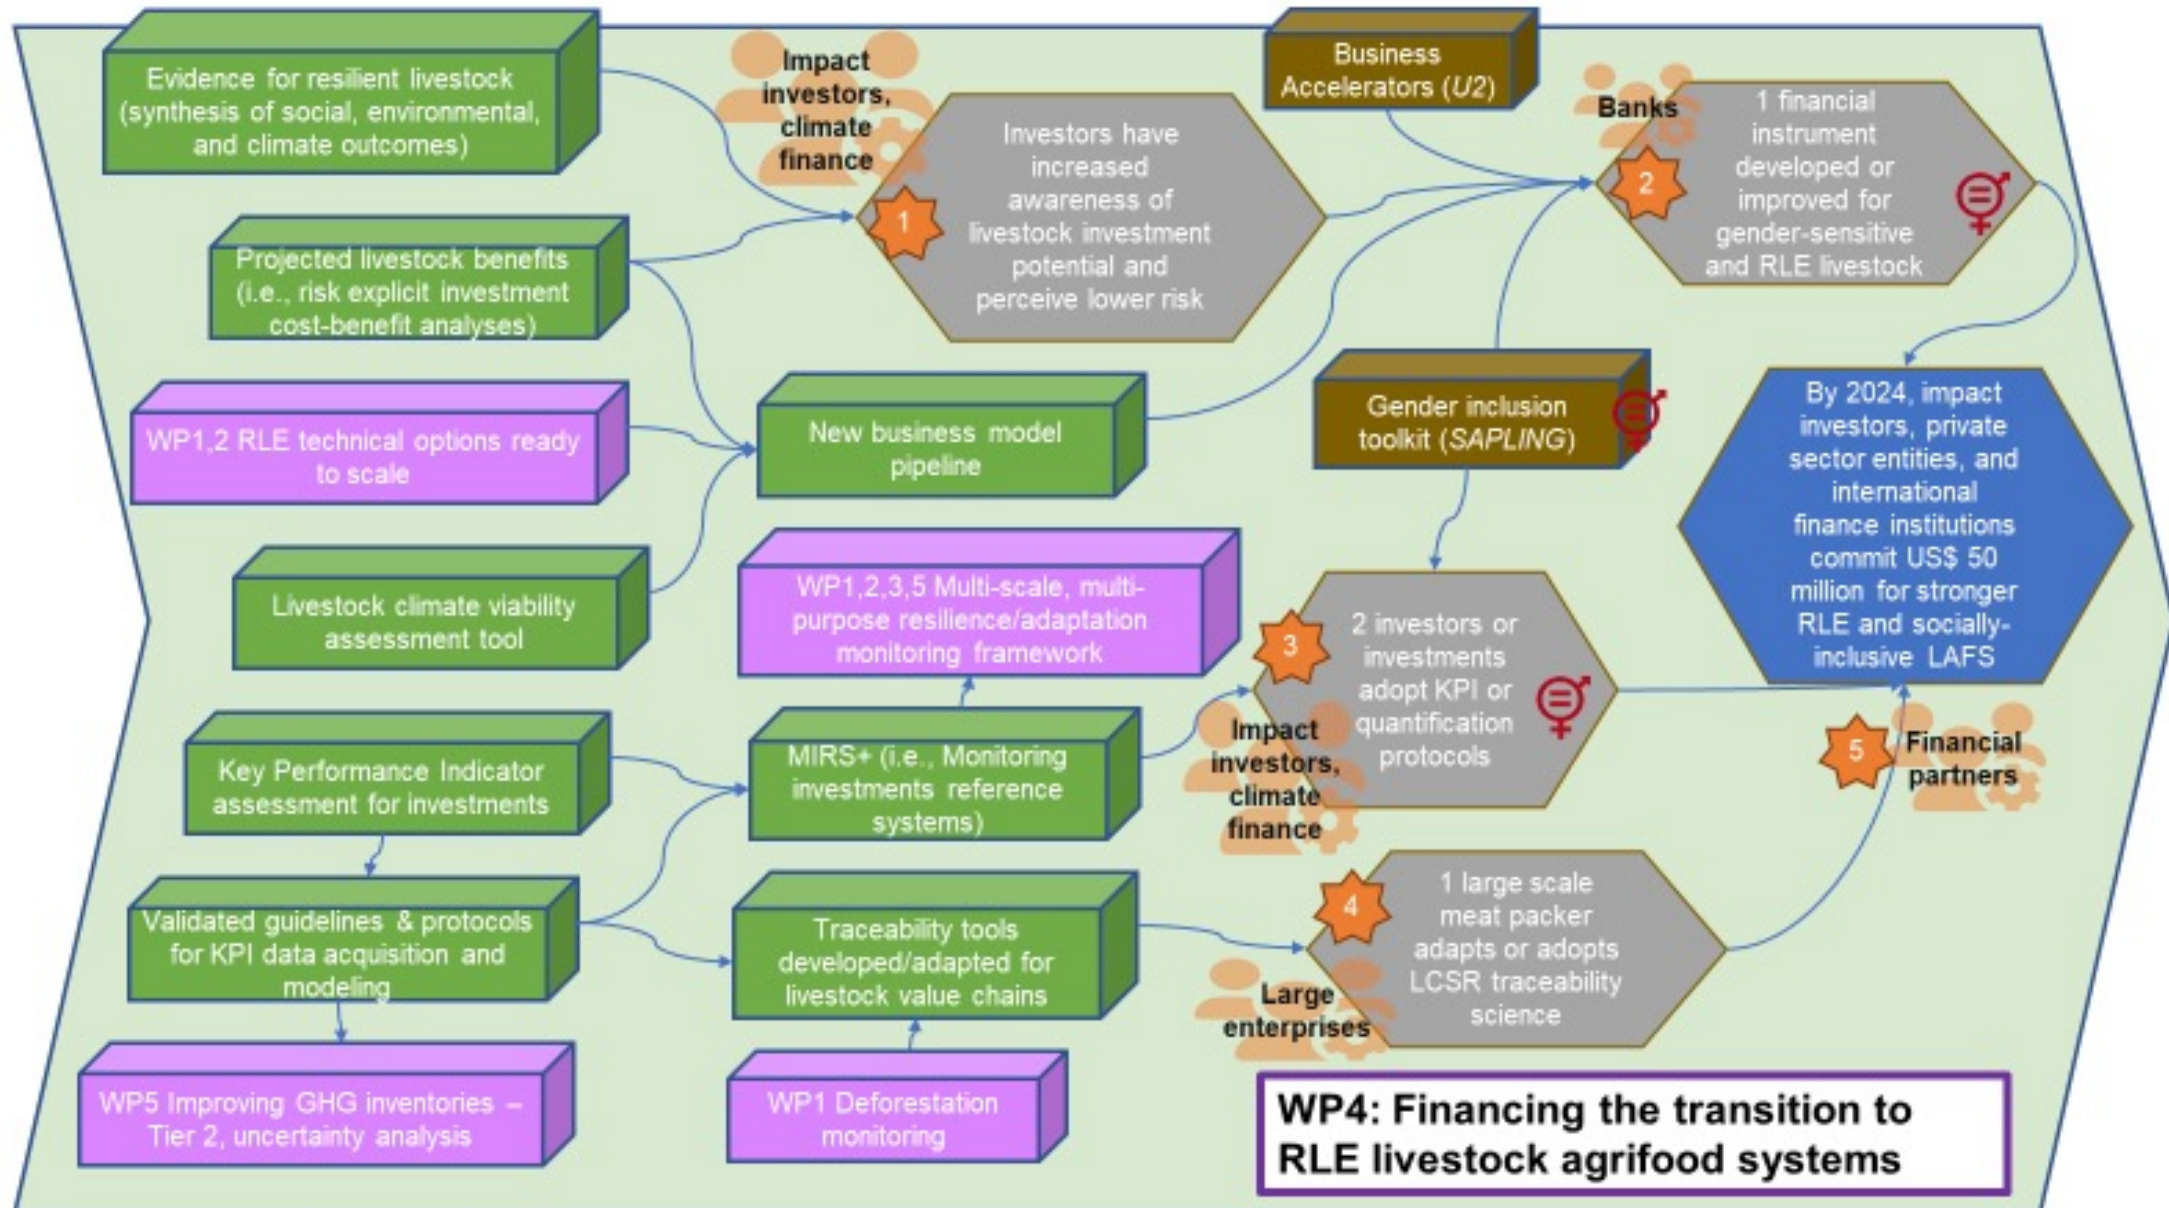 Evidence for resilient livestock
(synthesis of social, environmental,
and climate outcomes)
Impact
investors,
climate
finance
Business
Accelerators (U2)
Banks
1 financial
instrument
developed or
improved for
gender-sensitive
and RLE livestock
2
Investors have
increased
awareness of
livestock investment
potential and
perceive lower risk
1
Projected livestock benefits
(i.e., risk explicit investment
cost-benefit analyses)
WP1,2 RLE technical options ready
to scale
New business model
pipeline
Gender inclusion
toolkit (SAPLING)
By 2024, impact
investors, private
sector entities, and
international
finance institutions
commit US$ 50
million for stronger
RLE and socially-
inclusive LAFS
Livestock climate viability
assessment tool
WP1,2,3,5 Multi-scale, multi-
purpose resilience/adaptation
monitoring framework
3
2 investors or
investments
adopt KPI or
quantification
protocols
Impact
investors,
climate
finance
5
Financial
partners
Key Performance Indicator
assessment for investments
MIRS+ (i.e., Monitoring
investments reference
systems)
Validated guidelines & protocols
for KPI data acquisition and
modeling
Traceability tools
developed/adapted for
livestock value chains
4
1 large scale
meat packer
adapts or adopts
LCSR traceability
science
Large
enterprises
WP5 Improving GHG inventories –
Tier 2, uncertainty analysis
WP1 Deforestation
monitoring
WP4: Financing the transition to
RLE livestock agrifood systems